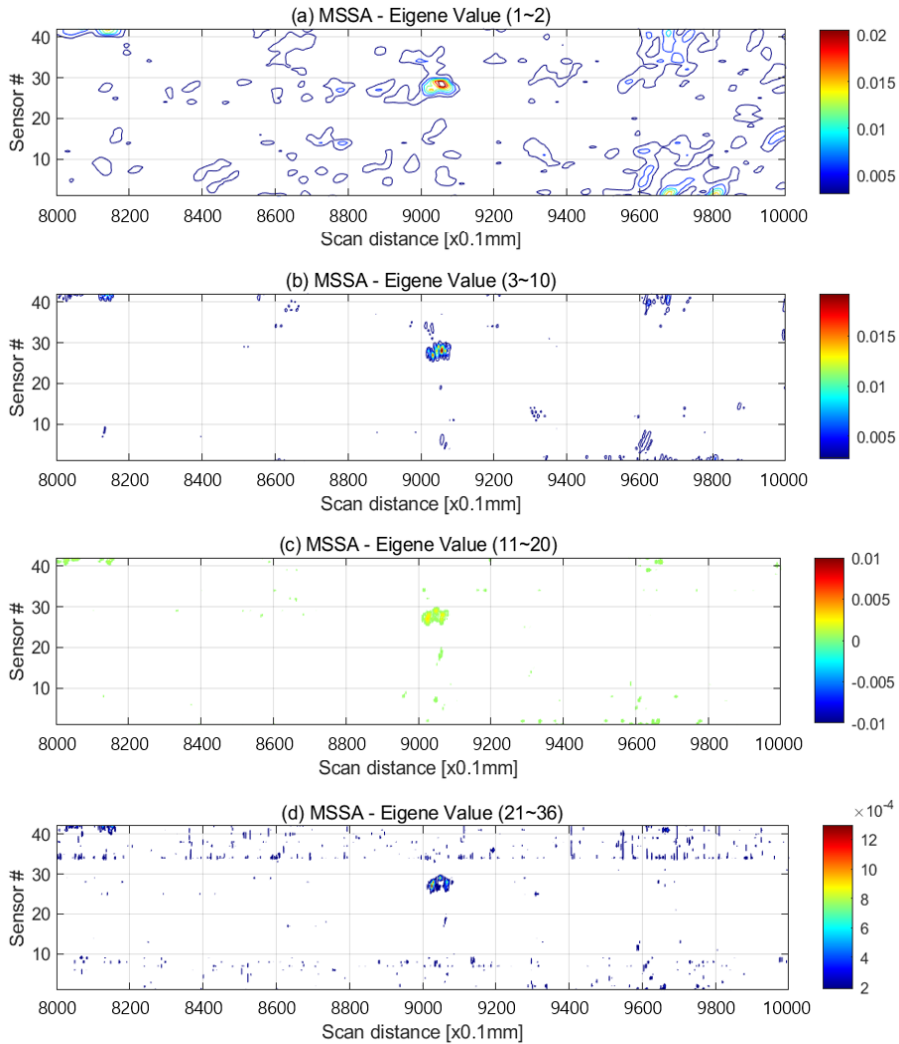 (a) MSSA - Eigene Value (1~2)
40
30
20
10
Sensor #
8000 8200 8400 8600 8800 9000 9200 9400 9600 9800 10000
Scan distance [x0.1mm]
0.02
0.015
0.01
0.005
(b) MSSA - Eigene Value (3~10)
40
30
20
10
Sensor #
8000 8200 8400 8600 8800 9000 9200 9400 9600 9800 10000
Scan distance [x0.1mm]
0.015
0.01
0.005
(c) MSSA - Eigene Value (11~20)
40
30
20
10
Sensor #
8000 8200 8400 8600 8800 9000 9200 9400 9600 9800 10000
Scan distance [x0.1mm]
0.01
0.005
0
-0.005
-0.01
(d) MSSA - Eigene Value (21~36)
40
30
20
10
Sensor #
8000 8200 8400 8600 8800 9000 9200 9400 9600 9800 10000
Scan distance [x0.1mm]
×10-4
12
10
8
6
4
2